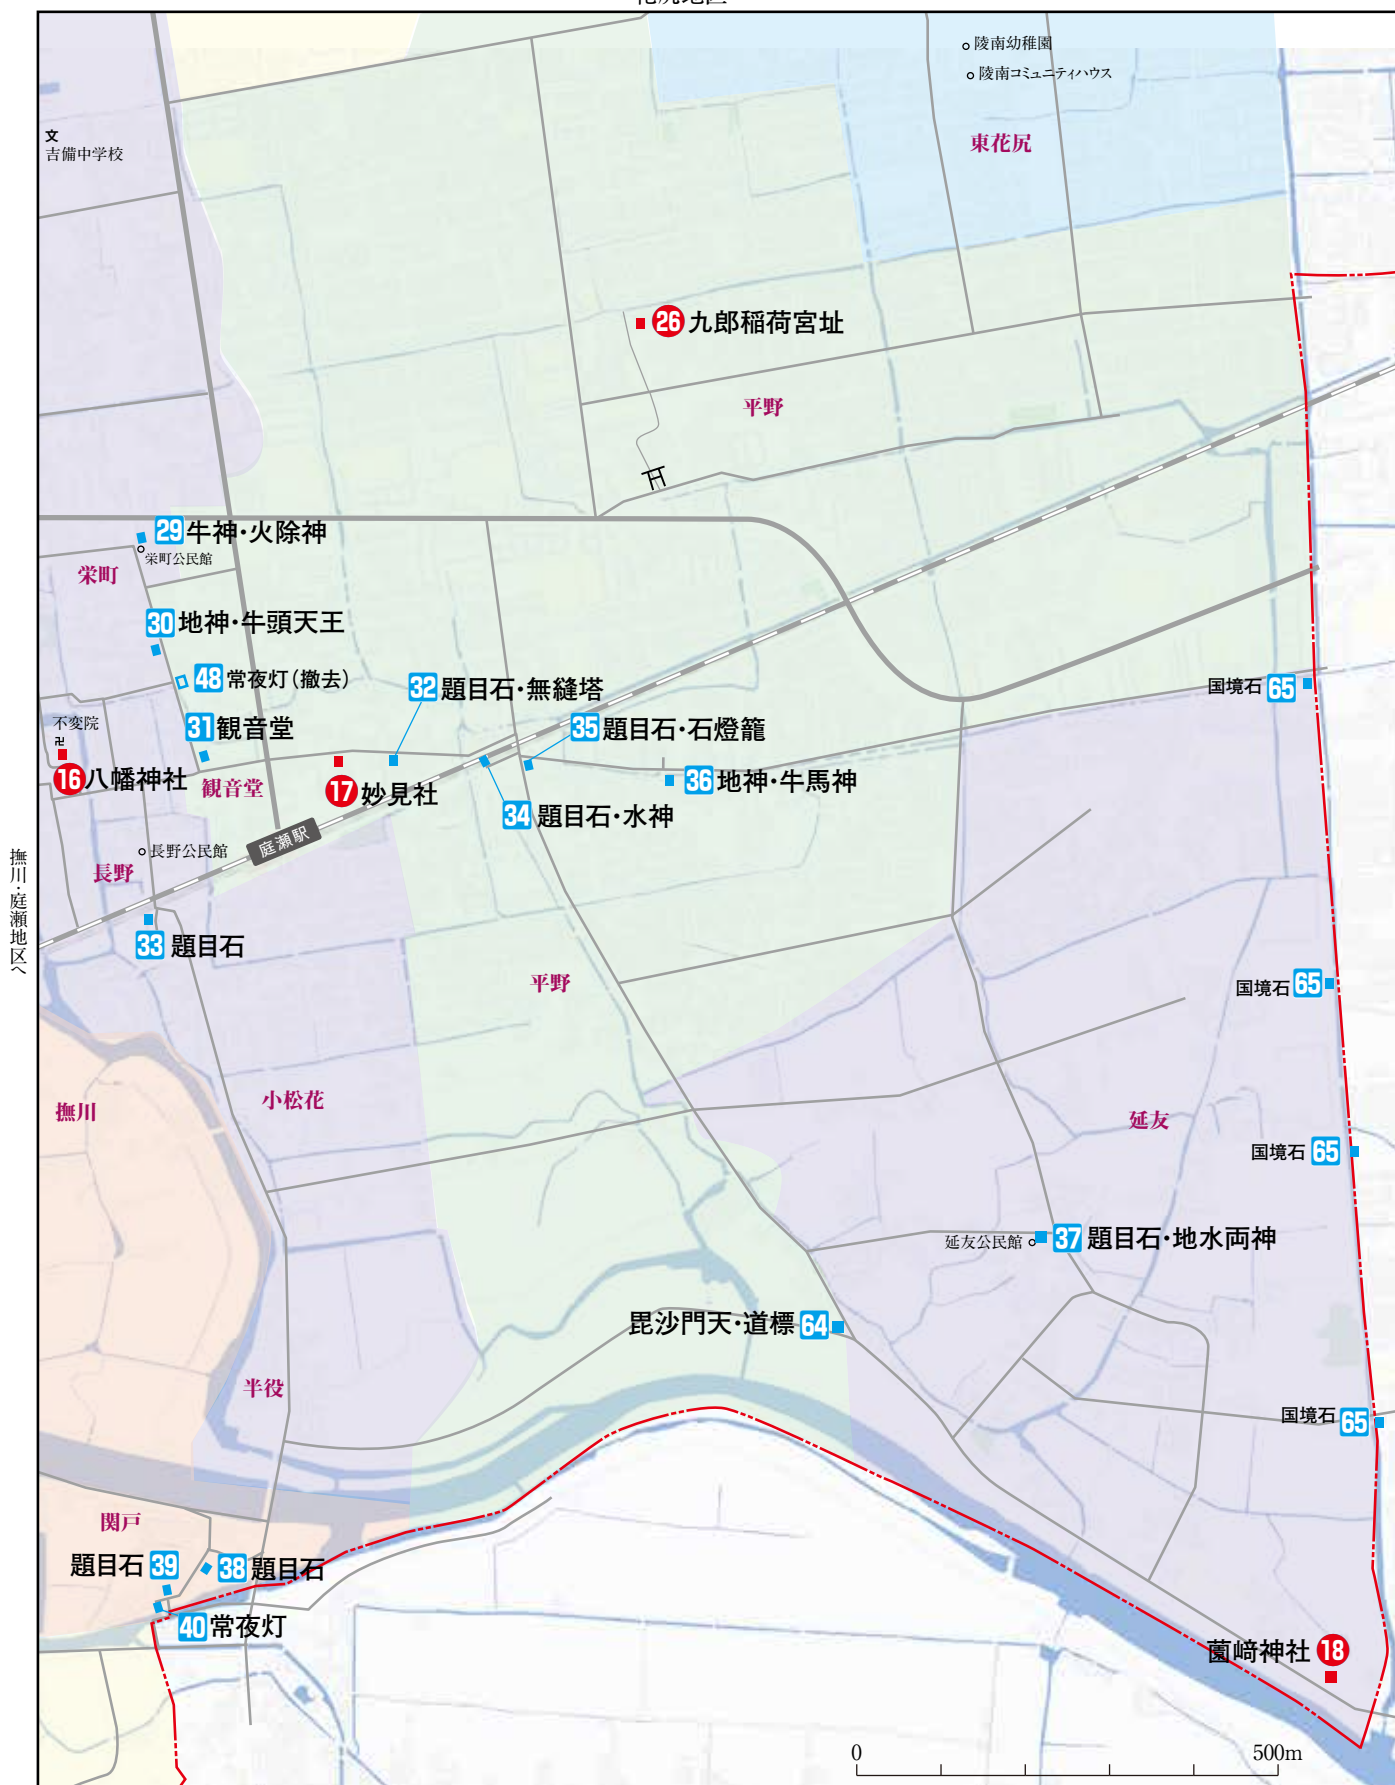 陵南幼稚園
陵南コミュニティハウス
文
吉備中学校
東花尻
26 九郎稲荷宮址
平野
29 牛神・火除神
栄町公民館
栄町
30 地神・牛頭天王
48 常夜灯（撤去）
32 題目石・無縫塔
国境石 65
不変院
卍
31 観音堂
35 題目石・石燈籠
16 八幡神社
観音堂
17 妙見社
36 地神・牛馬神
34 題目石・水神
庭瀬駅
長野公民館
長野
撫川・庭瀬地区へ
33 題目石
平野
国境石 65
小松花
撫川
延友
国境石 65
延友公民館
37 題目石・地水両神
毘沙門天・道標 64
半役
国境石 65
関戸
題目石 39
38 題目石
40 常夜灯
薗﨑神社 18
0
500m